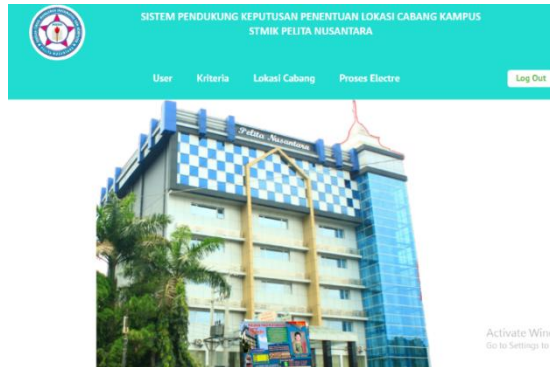 SISTEM PENDUKUNG KEPUTUSAN PENENTUAN LOKASI CABANG KAMPUS
STMIK PELITA NUSANTARA
User Kriteria Lokasi Cabang Proses Electre Log Out
Pelita Nusantara
Activate Win
Go to Settings to